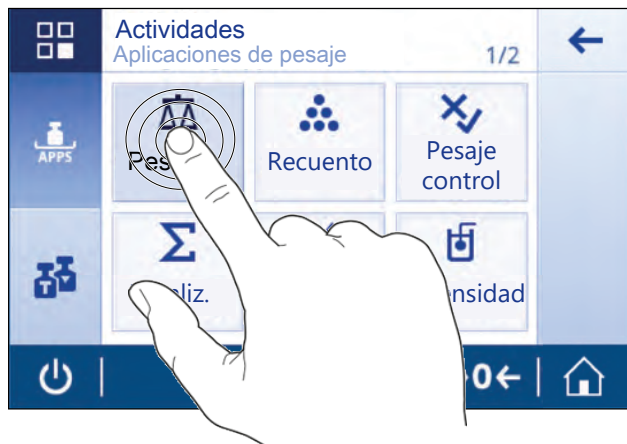 Actividades
Aplicaciones de pesaje 1/2
APPS
Recuento
Pesaje
control
T
0